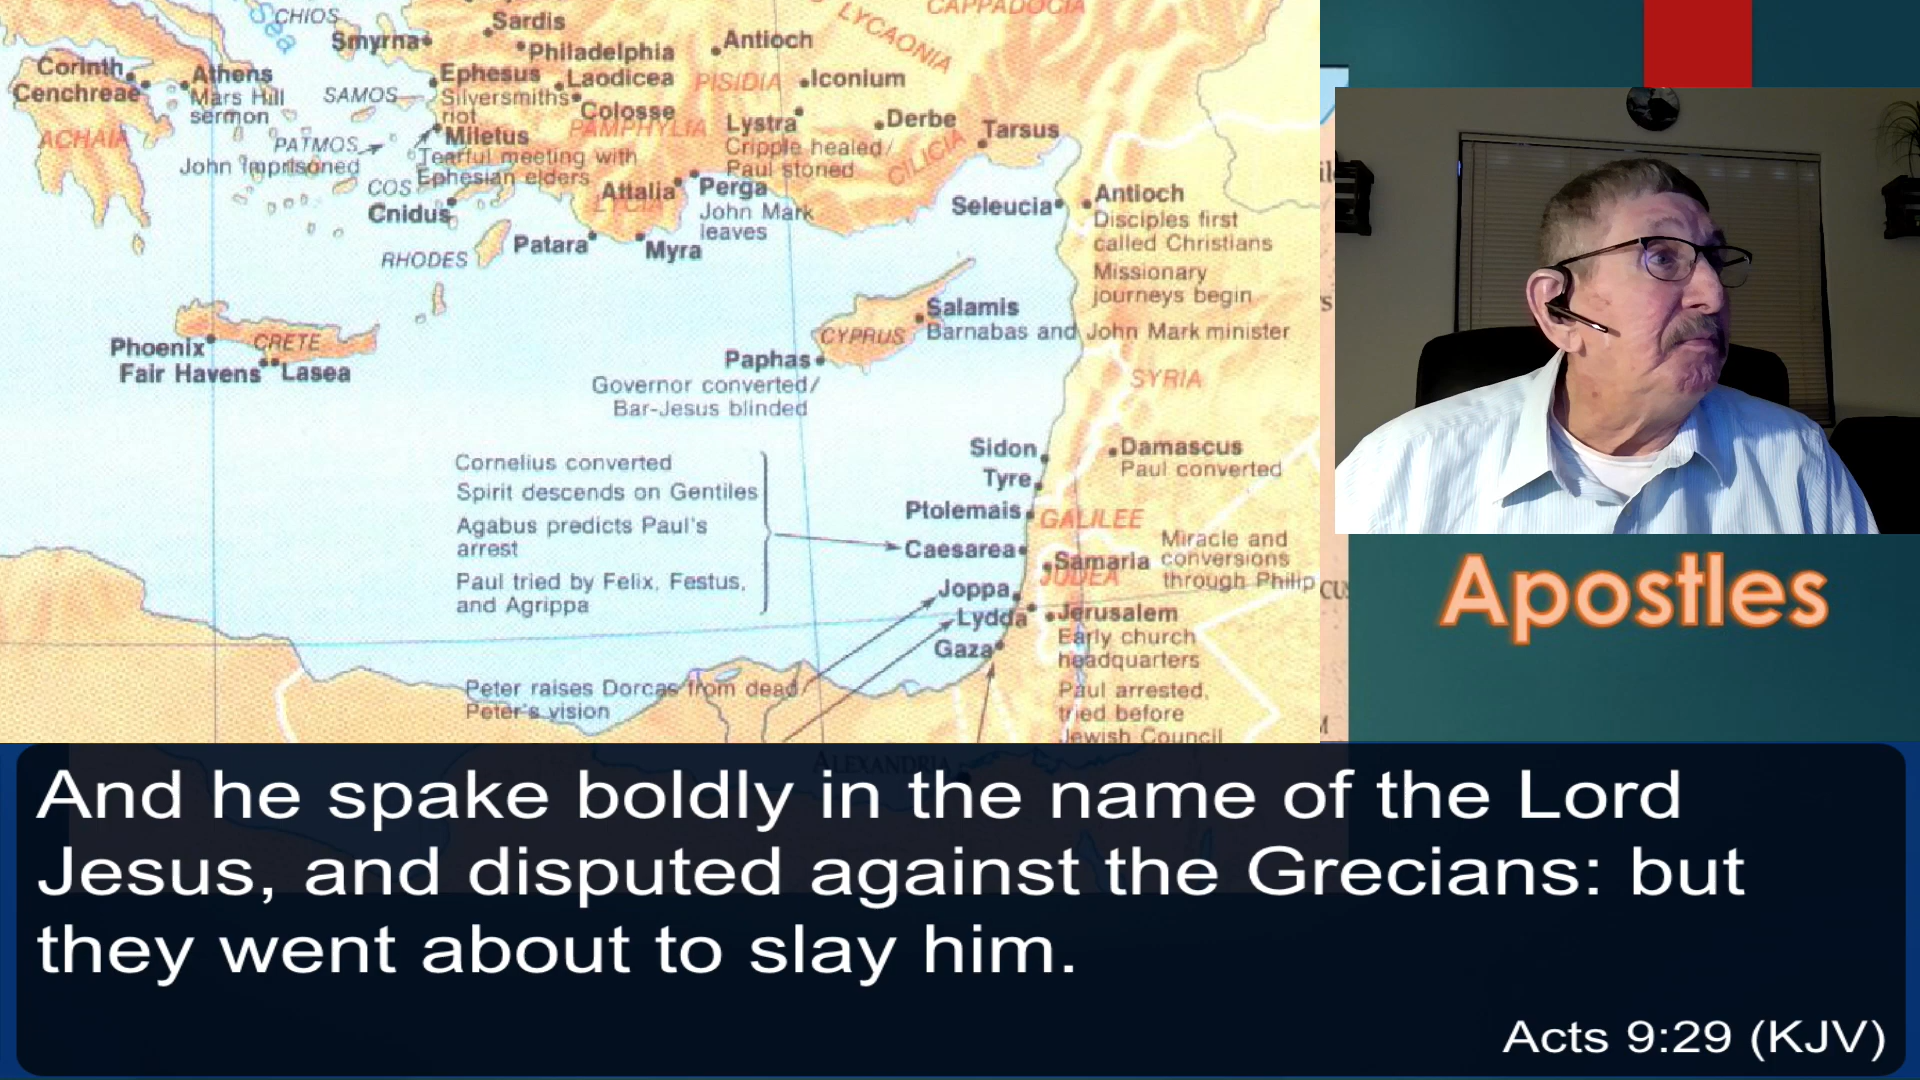 CHIOS
Sardis
LYCAONIA
CAPPADOCIA
Smyrna
Philadelphia
Antioch
Corinth
Athens
Ephesus
Laodicea
PISIDIA
Iconium
Cenchreae
Mars Hill
sermon
SAMOS
Silversmiths
riot
Colosse
PAMPHYLIA
Lystra
Derbe
Tarsus
ACHAIA
PATMOS
John Imprisoned
Miletus
Tearful meeting with
Ephesian elders
Cripple healed/
Paul stoned
CILICIA
COS
Cnidus
Attalia
LYCIA
Perga
John Mark
leaves
Seleucia
Antioch
Disciples first
called Christians
Missionary
journeys begin
RHODES
Patara
Myra
Salamis
Barnabas and John Mark minister
CYPRUS
Phoenix
CRETE
Fair Havens
Lasea
Paphas
Governor converted/
Bar-Jesus blinded
SYRIA
Sidon
Damascus
Paul converted
Tyre
Cornelius converted
Spirit descends on Gentiles
Agabus predicts Paul's
arrest
Paul tried by Felix, Festus,
and Agrippa
Ptolemais
GALILEE
Caesarea
Samaria
JUDEA
Miracle and
conversions
through Philip
Joppa
Lydda
Jerusalem
Early church
headquarters
Gaza
Peter raises Dorcas from dead/
Peter's vision
Paul arrested,
tried before
Jewish Council
Apostles
ALEXANDRIA
And he spake boldly in the name of the Lord
Jesus, and disputed against the Grecians: but
they went about to slay him.
Acts 9:29 (KJV)